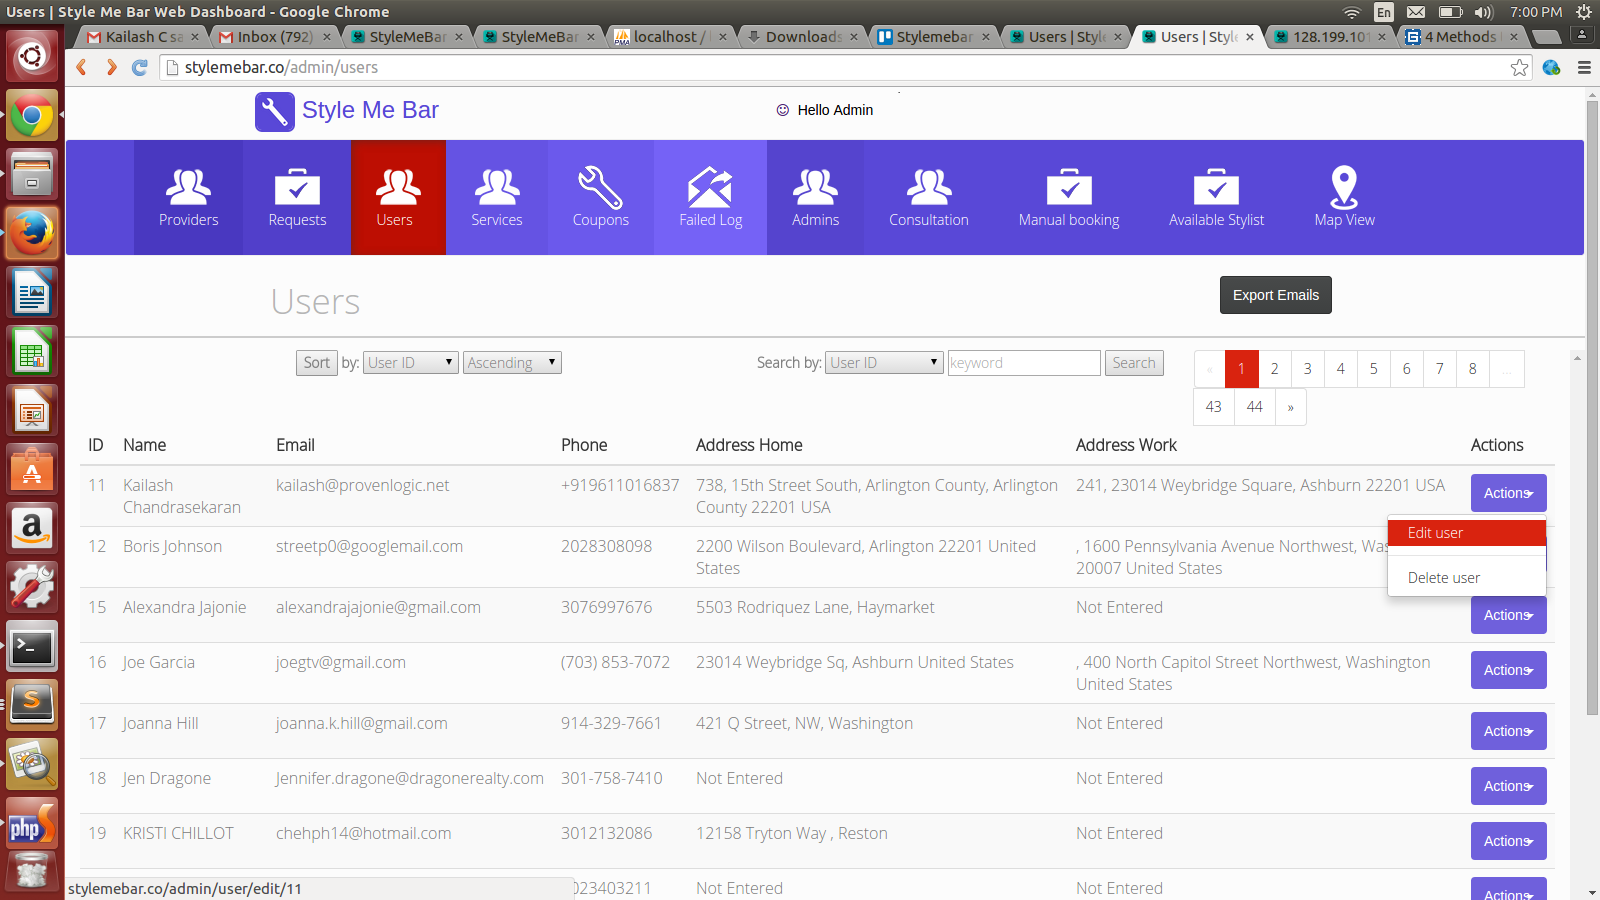 Users | Style Me Bar Web Dashboard - Google Chrome
En
7:00 PM
Kailash C sa
Inbox (792)
StyleMeBar
StyleMeBar
localhost /
Downloads
Stylemebar
Users | Style
Users | Style
128.199.101
4 Methods
stylemebar.co/admin/users
Style Me Bar
Hello Admin
Providers
Requests
Users
Services
Coupons
Failed Log
Admins
Consultation
Manual booking
Available Stylist
Map View
Users
Export Emails
Sort by: User ID Ascending
Search by: User ID keyword Search
« 1 2 3 4 5 6 7 8 ...
43 44 »
ID Name Email Phone Address Home Address Work Actions
11 Kailash Chandrasekaran kailash@provenlogic.net +919611016837 738, 15th Street South, Arlington County, Arlington County 22201 USA 241, 23014 Weybridge Square, Ashburn 22201 USA Actions
Edit user
Delete user
12 Boris Johnson streetp0@googlemail.com 2028308098 2200 Wilson Boulevard, Arlington 22201 United States , 1600 Pennsylvania Avenue Northwest, Was 20007 United States
15 Alexandra Jajonie alexandrajajonie@gmail.com 3076997676 5503 Rodriquez Lane, Haymarket Not Entered Actions
16 Joe Garcia joegtv@gmail.com (703) 853-7072 23014 Weybridge Sq, Ashburn United States , 400 North Capitol Street Northwest, Washington United States Actions
17 Joanna Hill joanna.k.hill@gmail.com 914-329-7661 421 Q Street, NW, Washington Not Entered Actions
18 Jen Dragone Jennifer.dragone@dragonerealty.com 301-758-7410 Not Entered Not Entered Actions
19 KRISTI CHILLOT chehph14@hotmail.com 3012132086 12158 Tryton Way , Reston Not Entered Actions
023403211 Not Entered Not Entered Actions
stylemebar.co/admin/user/edit/11